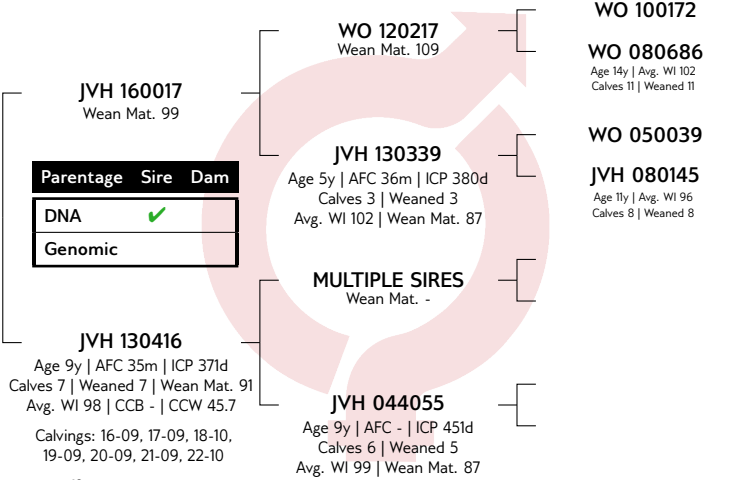 JVH 160017
Wean Mat. 99
Parentage Sire Dam
DNA ✔
Genomic
JVH 130416
Age 9y | AFC 35m | ICP 371d
Calves 7 | Weaned 7 | Wean Mat. 91
Avg. WI 98 | CCB - | CCW 45.7
Calvings: 16-09, 17-09, 18-10,
19-09, 20-09, 21-09, 22-10
WO 120217
Wean Mat. 109
JVH 130339
Age 5y | AFC 36m | ICP 380d
Calves 3 | Weaned 3
Avg. WI 102 | Wean Mat. 87
MULTIPLE SIRES
Wean Mat. -
JVH 044055
Age 9y | AFC - | ICP 451d
Calves 6 | Weaned 5
Avg. WI 99 | Wean Mat. 87
WO 100172
WO 080686
Age 14y | Avg. WI 102
Calves 11 | Weaned 11
WO 050039
JVH 080145
Age 11y | Avg. WI 96
Calves 8 | Weaned 8